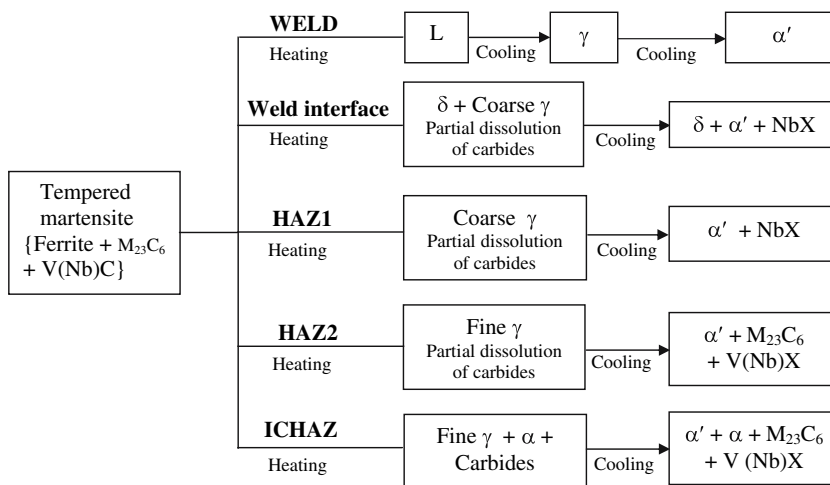 WELD
Heating
L
Cooling
γ
Cooling
α′
Weld interface
Heating
δ + Coarse γ
Partial dissolution
of carbides
Cooling
δ + α′ + NbX
Tempered
martensite
{Ferrite + M₂₃C₆
+ V(Nb)C}
HAZ1
Heating
Coarse γ
Partial dissolution
of carbides
Cooling
α′ + NbX
HAZ2
Heating
Fine γ
Partial dissolution
of carbides
Cooling
α′ + M₂₃C₆
+ V(Nb)X
ICHAZ
Heating
Fine γ + α +
Carbides
Cooling
α′ + α + M₂₃C₆
+ V (Nb)X